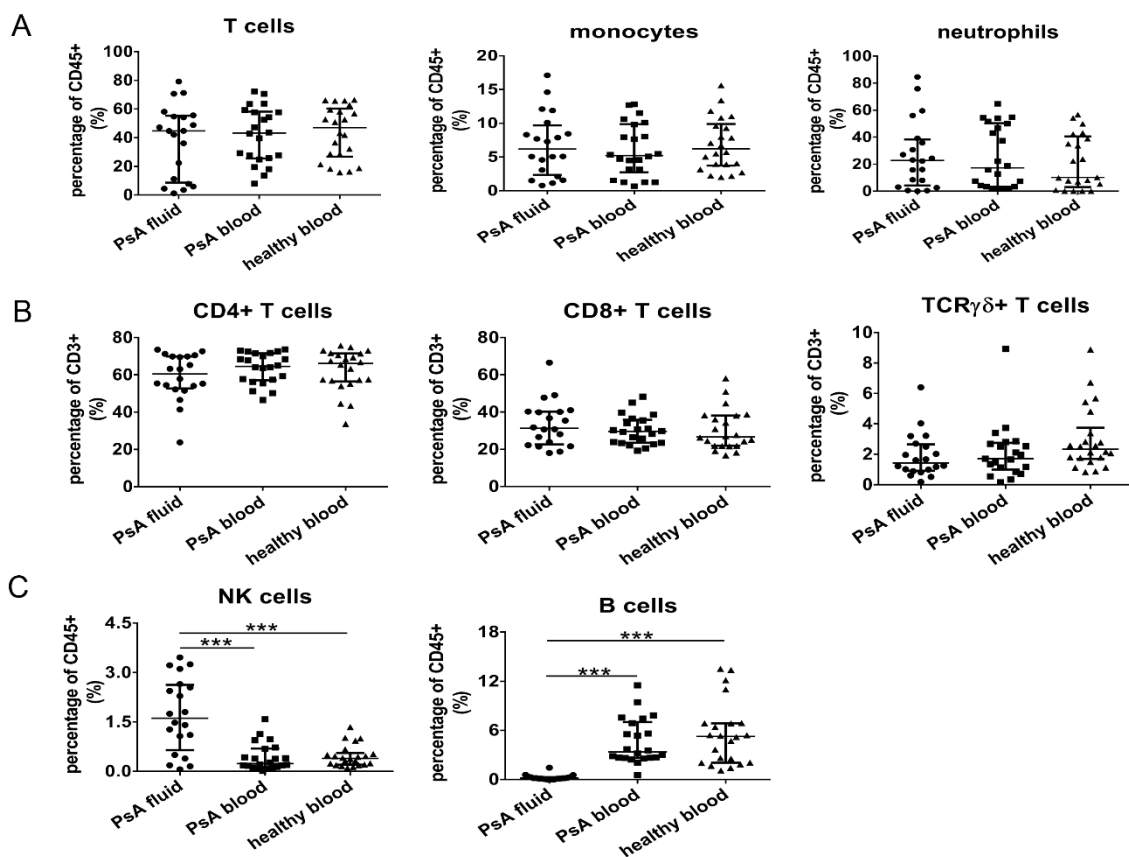 A
T cells
percentage of CD45+
(%)
100
80
60
40
20
0
PsA fluid
PsA blood
healthy blood
monocytes
percentage of CD45+
(%)
20
15
10
5
0
PsA fluid
PsA blood
healthy blood
neutrophils
percentage of CD45+
(%)
100
80
60
40
20
0
PsA fluid
PsA blood
healthy blood
B
CD4+ T cells
percentage of CD3+
(%)
80
60
40
20
0
PsA fluid
PsA blood
healthy blood
CD8+ T cells
percentage of CD3+
(%)
80
60
40
20
0
PsA fluid
PsA blood
healthy blood
TCRγδ+ T cells
percentage of CD3+
(%)
10
8
6
4
2
0
PsA fluid
PsA blood
healthy blood
C
NK cells
percentage of CD45+
(%)
4.5
3.0
1.5
0.0
***
***
PsA fluid
PsA blood
healthy blood
B cells
percentage of CD45+
(%)
18
12
6
0
***
***
PsA fluid
PsA blood
healthy blood